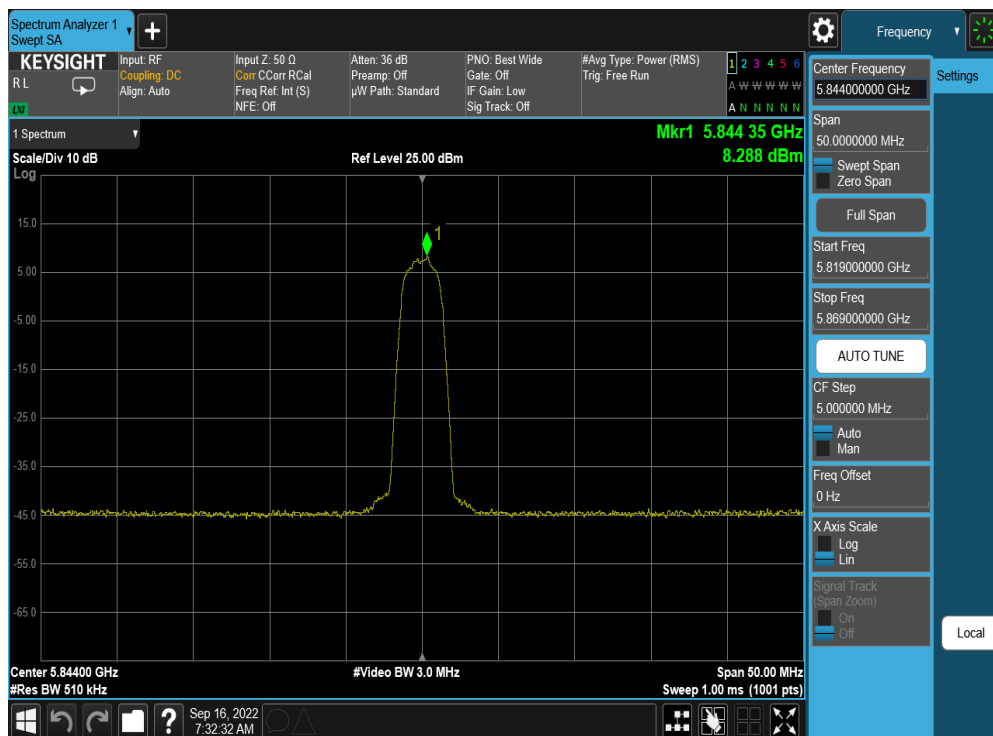 Spectrum Analyzer 1
Swept SA
+
Frequency
KEYSIGHT
R L
LXI
Input: RF
Coupling: DC
Align: Auto
Input Z: 50 Ω
Corr CCorr RCal
Freq Ref: Int (S)
NFE: Off
Atten: 36 dB
Preamp: Off
µW Path: Standard
PNO: Best Wide
Gate: Off
IF Gain: Low
Sig Track: Off
#Avg Type: Power (RMS)
Trig: Free Run
1 2 3 4 5 6
A W W W W W
A N N N N N
1 Spectrum
Scale/Div 10 dB
Log
Ref Level 25.00 dBm
Mkr1 5.844 35 GHz
8.288 dBm
1
15.0
5.00
-5.00
-15.0
-25.0
-35.0
-45.0
-55.0
-65.0
Center 5.84400 GHz
#Res BW 510 kHz
#Video BW 3.0 MHz
Span 50.00 MHz
Sweep 1.00 ms (1001 pts)
Center Frequency
5.844000000 GHz
Settings
Span
50.0000000 MHz
Swept Span
Zero Span
Full Span
Start Freq
5.819000000 GHz
Stop Freq
5.869000000 GHz
AUTO TUNE
CF Step
5.000000 MHz
Auto
Man
Freq Offset
0 Hz
X Axis Scale
Log
Lin
Signal Track
(Span Zoom)
On
Off
Local
?
Sep 16, 2022
7:32:32 AM